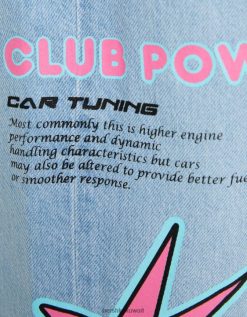 CLUB POW
CAR TUNING
Most commonly this is higher engine
performance and dynamic
handling characteristics but cars
may also be altered to provide better fue
or smoother response.